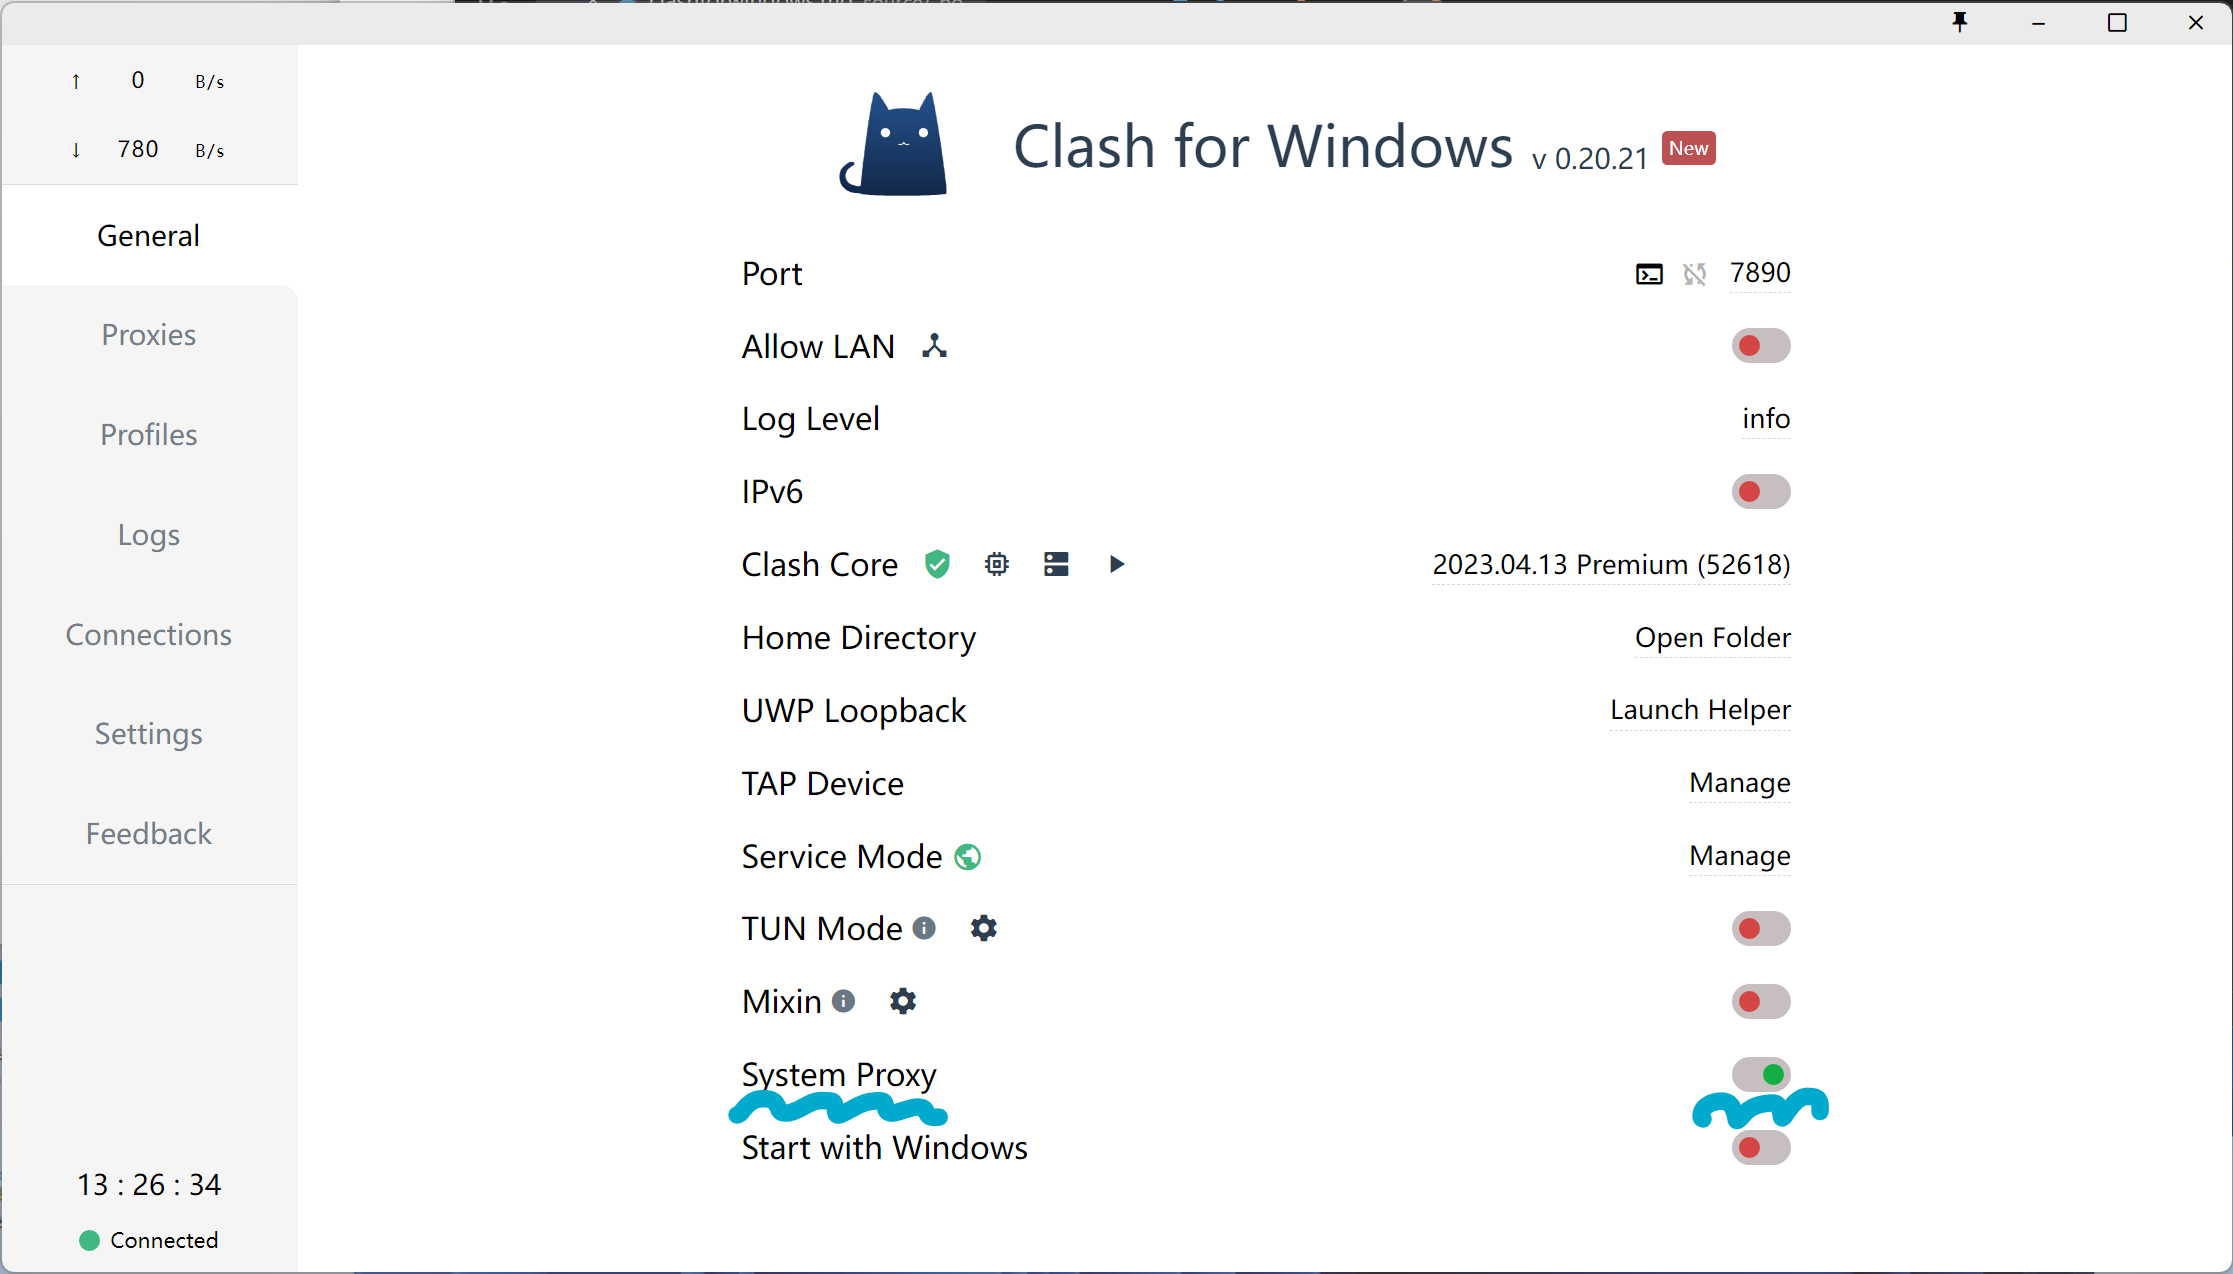 ↑ 0 B/s
↓ 780 B/s
General
Proxies
Profiles
Logs
Connections
Settings
Feedback
13 : 26 : 34
Connected
Clash for Windows v 0.20.21 New
Port 7890
Allow LAN
Log Level info
IPv6
Clash Core 2023.04.13 Premium (52618)
Home Directory Open Folder
UWP Loopback Launch Helper
TAP Device Manage
Service Mode Manage
TUN Mode
Mixin
System Proxy
Start with Windows